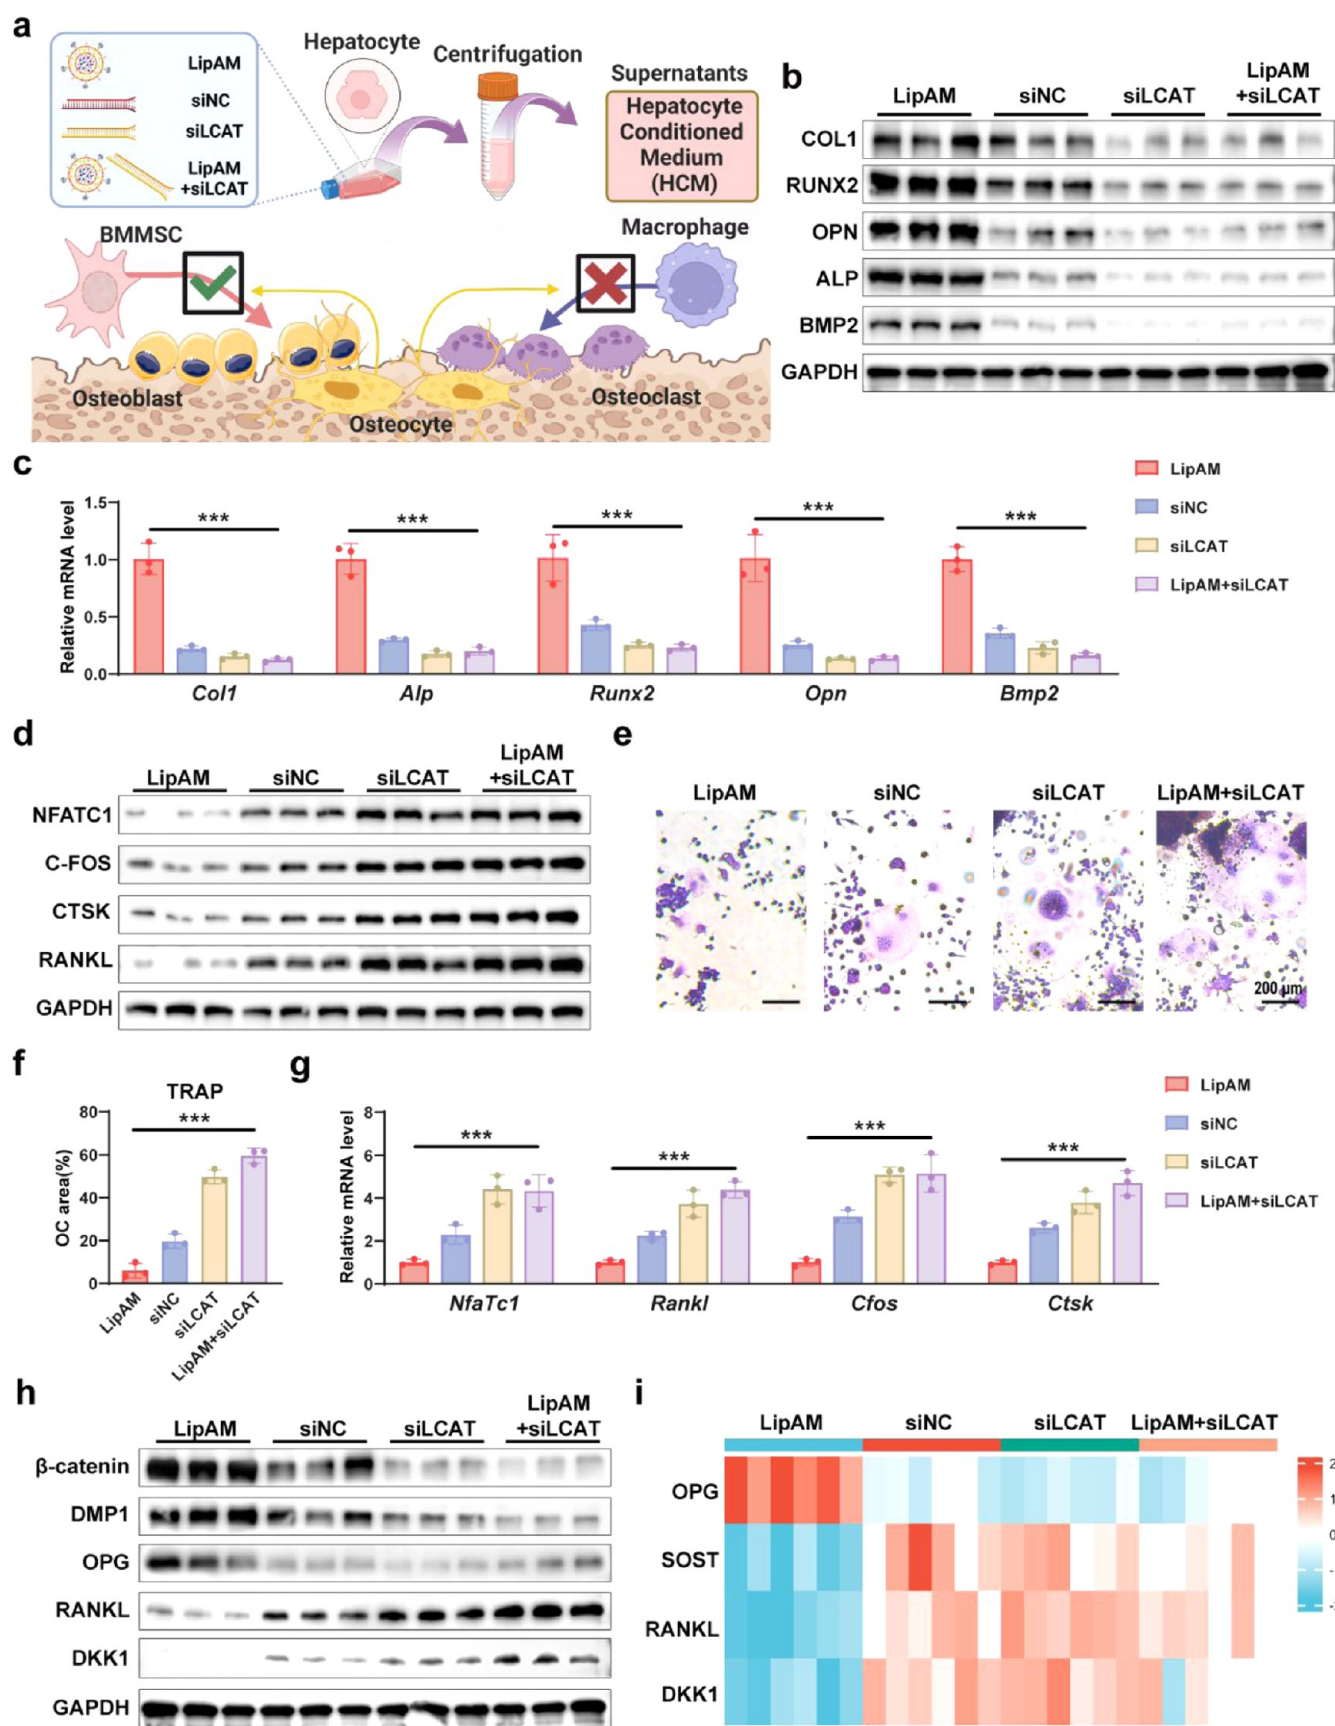 a
LipAM
siNC
siLCAT
LipAM
+siLCAT
Hepatocyte
Centrifugation
Supernatants
Hepatocyte
Conditioned
Medium
(HCM)
BMMSC
Macrophage
Osteoblast
Osteocyte
Osteoclast
b
LipAM siNC siLCAT LipAM
+siLCAT
COL1
RUNX2
OPN
ALP
BMP2
GAPDH
c
Relative mRNA level
1.5
1.0
0.5
0.0
*** *** *** *** ***
Col1 Alp Runx2 Opn Bmp2
LipAM
siNC
siLCAT
LipAM+siLCAT
d
LipAM siNC siLCAT LipAM
+siLCAT
NFATC1
C-FOS
CTSK
RANKL
GAPDH
e
LipAM siNC siLCAT LipAM+siLCAT
200 μm
f
TRAP
***
OC area(%)
80
60
40
20
0
LipAM
siNC
siLCAT
LipAM+siLCAT
g
Relative mRNA level
8
6
4
2
0
*** *** *** ***
NfaTc1 Rankl Cfos Ctsk
LipAM
siNC
siLCAT
LipAM+siLCAT
h
LipAM siNC siLCAT LipAM
+siLCAT
β-catenin
DMP1
OPG
RANKL
DKK1
GAPDH
i
LipAM siNC siLCAT LipAM+siLCAT
OPG
SOST
RANKL
DKK1
2
1
0